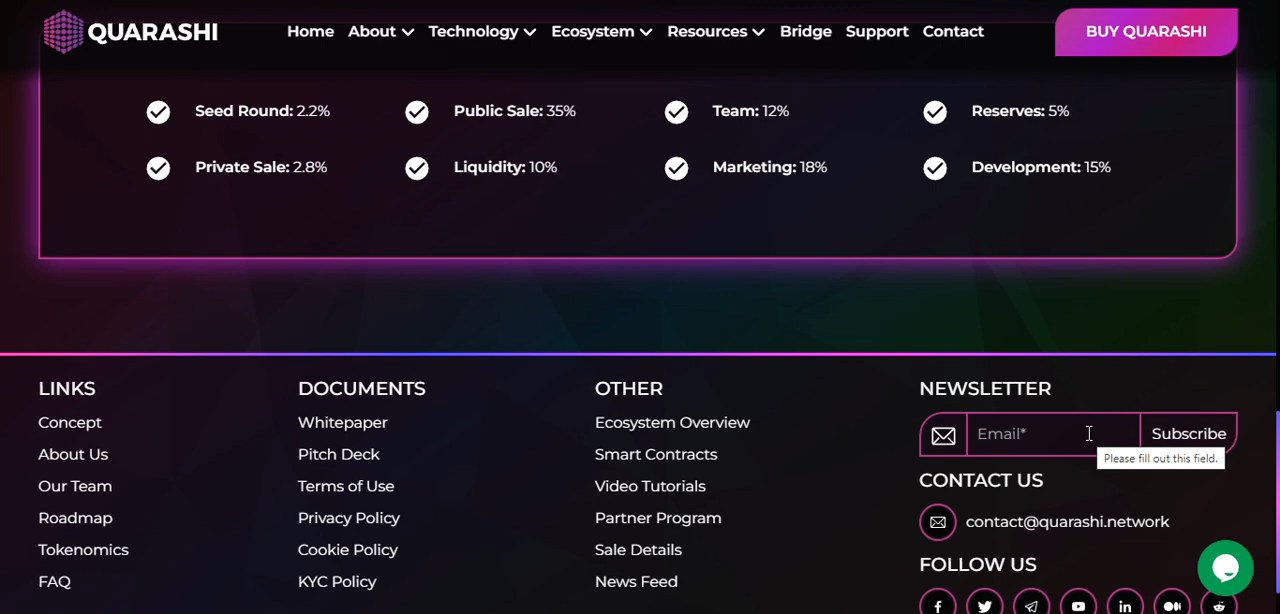 QUARASHI Home About Technology Ecosystem Resources Bridge Support Contact BUY QUARASHI
Seed Round: 2.2% Public Sale: 35% Team: 12% Reserves: 5%
Private Sale: 2.8% Liquidity: 10% Marketing: 18% Development: 15%
LINKS
Concept
About Us
Our Team
Roadmap
Tokenomics
FAQ
DOCUMENTS
Whitepaper
Pitch Deck
Terms of Use
Privacy Policy
Cookie Policy
KYC Policy
OTHER
Ecosystem Overview
Smart Contracts
Video Tutorials
Partner Program
Sale Details
News Feed
NEWSLETTER
Email* Subscribe
Please fill out this field.
CONTACT US
contact@quarashi.network
FOLLOW US